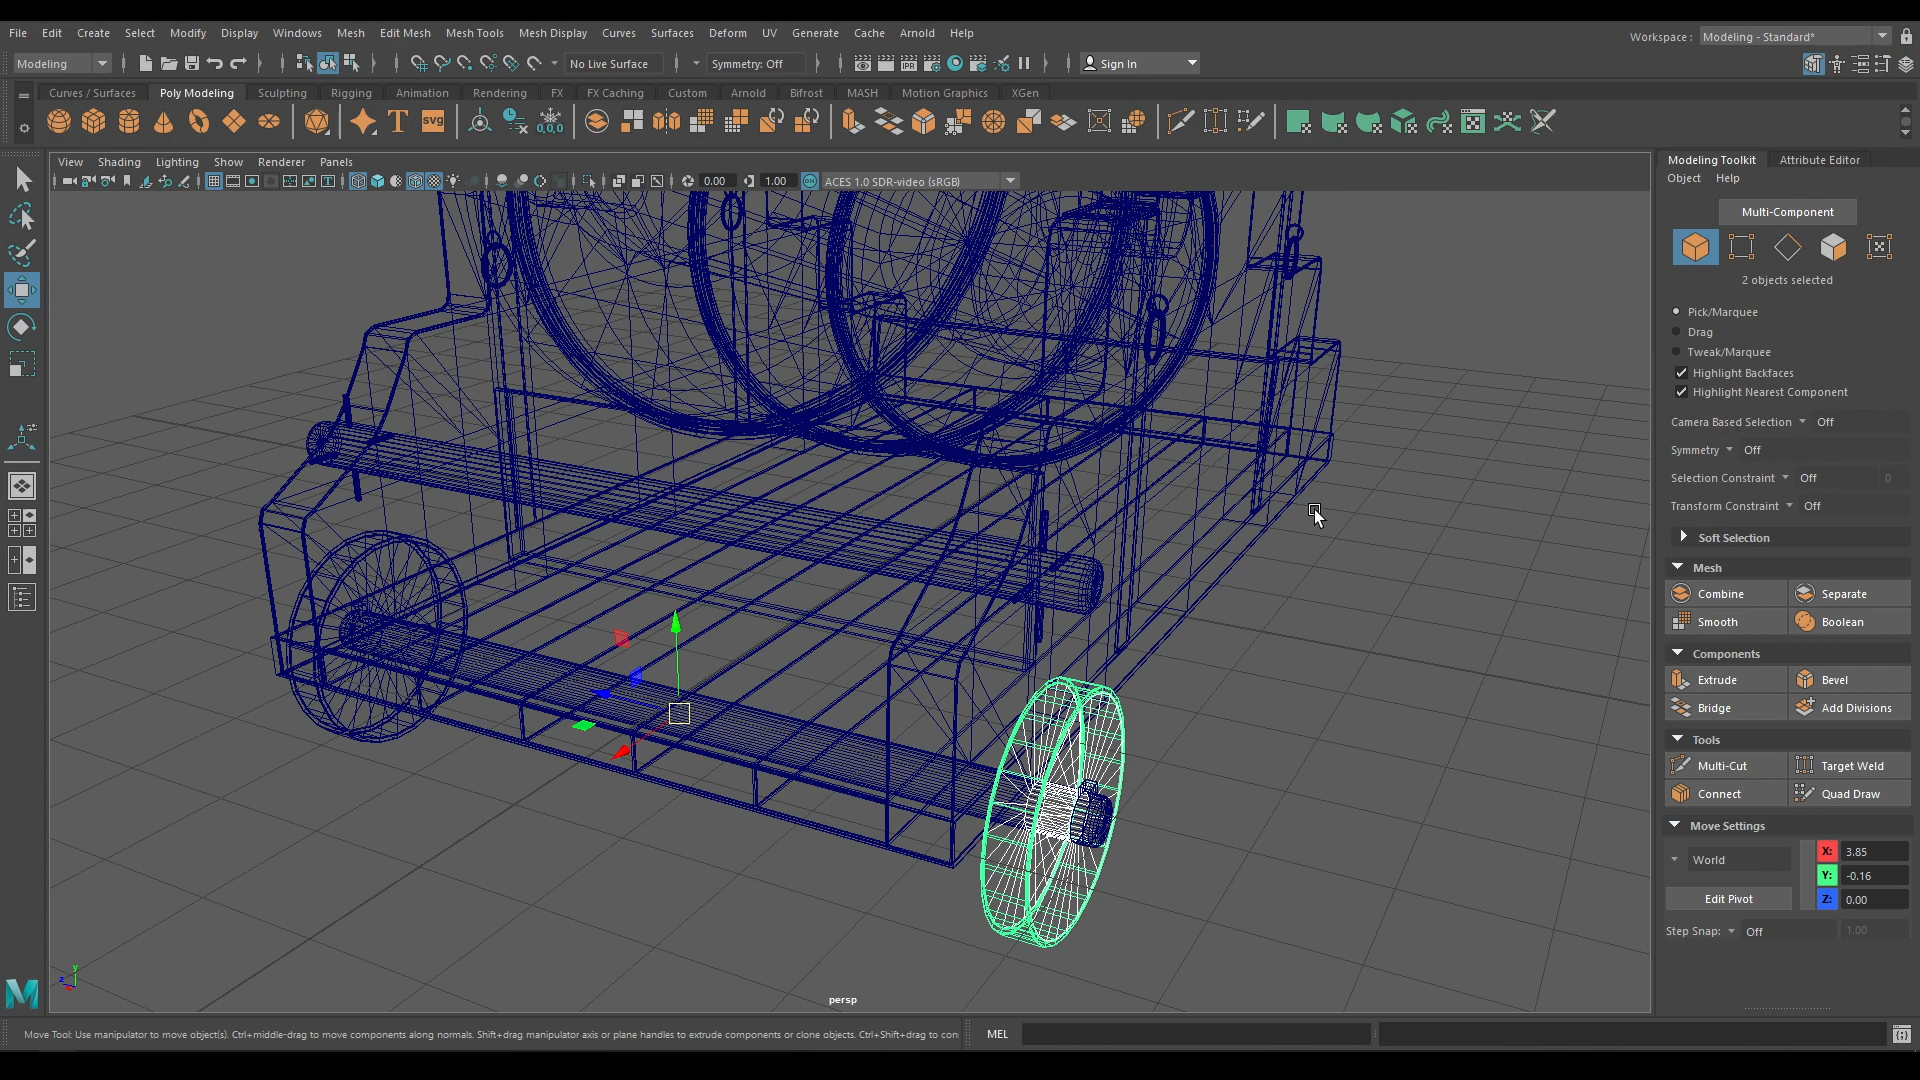 File Edit Create Select Modify Display Windows Mesh Edit Mesh Mesh Tools Mesh Display Curves Surfaces Deform UV Generate Cache Arnold Help
Workspace : Modeling - Standard*
Modeling No Live Surface Symmetry: Off IPR Sign In
Curves / Surfaces Poly Modeling Sculpting Rigging Animation Rendering FX FX Caching Custom Arnold Bifrost MASH Motion Graphics XGen
T svg 0,0,0
View Shading Lighting Show Renderer Panels
0.00 1.00 ON ACES 1.0 SDR-video (sRGB)
Modeling Toolkit Attribute Editor
Object Help
Multi-Component
2 objects selected
Pick/Marquee
Drag
Tweak/Marquee
Highlight Backfaces
Highlight Nearest Component
Camera Based Selection Off
Symmetry Off
Selection Constraint Off 0
Transform Constraint Off
Soft Selection
Mesh
Combine Separate
Smooth Boolean
Components
Extrude Bevel
Bridge Add Divisions
Tools
Multi-Cut Target Weld
Connect Quad Draw
Move Settings
World X: 3.85
Y: -0.16
Edit Pivot Z: 0.00
Step Snap: Off 1.00
y
z
x
persp
M
Move Tool: Use manipulator to move object(s). Ctrl+middle-drag to move components along normals. Shift+drag manipulator axis or plane handles to extrude components or clone objects. Ctrl+Shift+drag to con
MEL